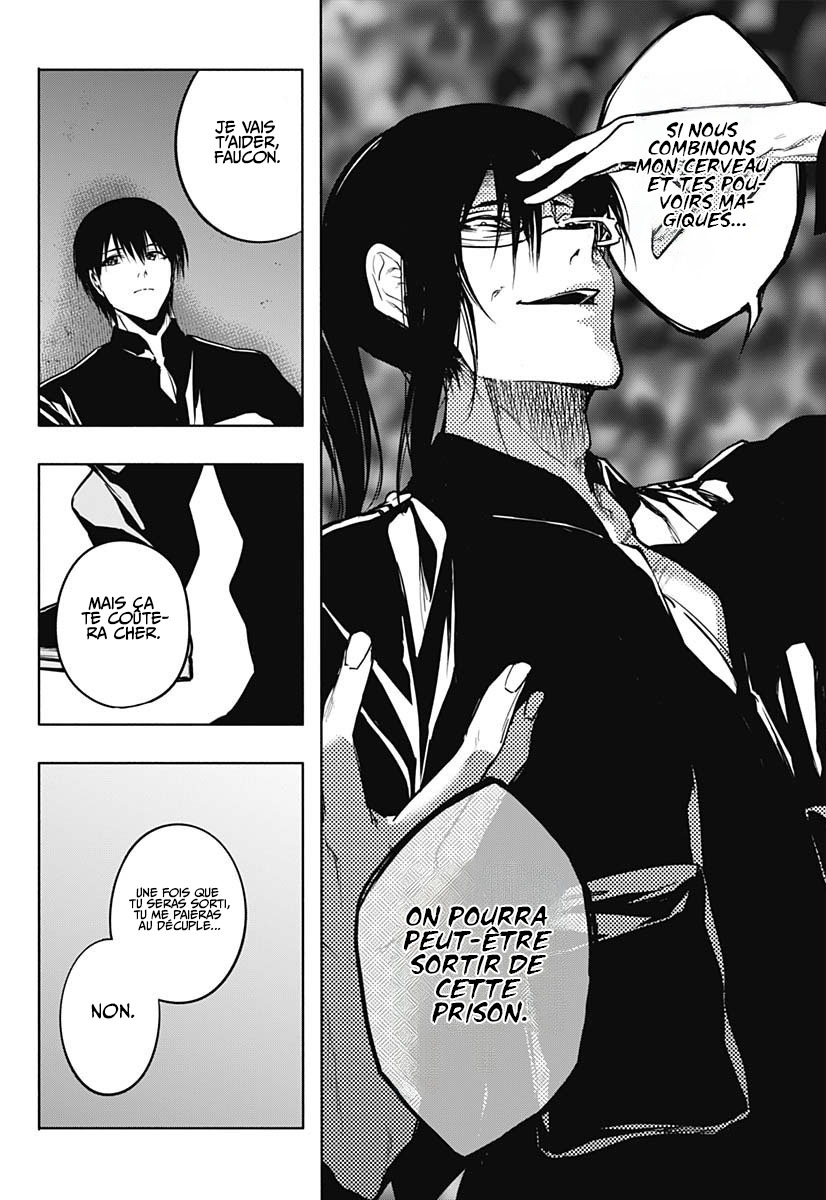 SI NOUS
COMBINONS
MON CERVEAU
ET TES POU-
VOIRS MA-
GIQUES...
ON POURRA
PEUT-ÊTRE
SORTIR DE
CETTE
PRISON.
JE VAIS
T'AIDER,
FAUCON.
MAIS ÇA
TE COÛTE-
RA CHER.
UNE FOIS QUE
TU SERAS SORTI,
TU ME PAIERAS
AU DÉCUPLE...
NON.